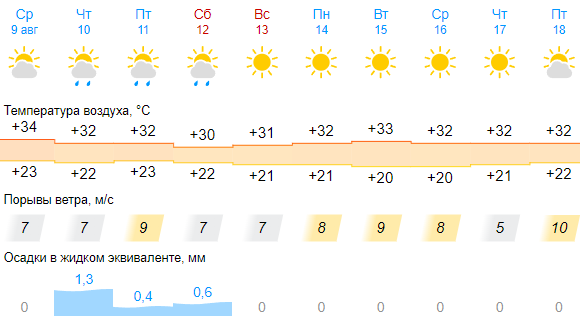 Ср Чт Пт Сб Вс Пн Вт Ср Чт Пт
9 авг 10 11 12 13 14 15 16 17 18
Температура воздуха, °C
+34 +32 +32 +30 +31 +32 +33 +32 +32 +32
+23 +22 +23 +22 +21 +21 +20 +20 +21 +22
Порывы ветра, м/с
7 7 9 7 7 8 9 8 5 10
Осадки в жидком эквиваленте, мм
0 1,3 0,4 0,6 0 0 0 0 0 0